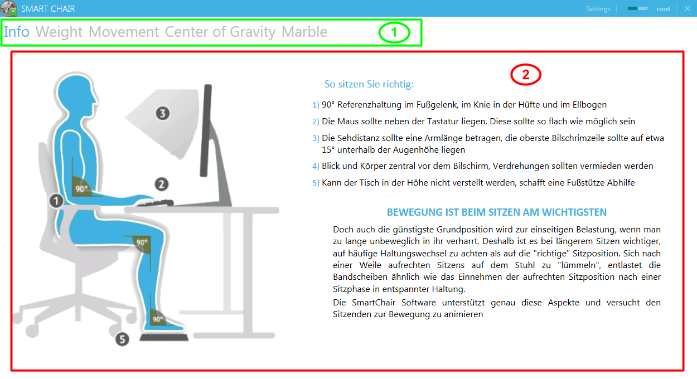 SMART CHAIR
Settings
Info Weight Movement Center of Gravity Marble
1
2
So sitzen Sie richtig:
3
2
1
90°
90°
90°
5
1) 90° Referenzhaltung im Fußgelenk, im Knie in der Hüfte und im Ellbogen
2) Die Maus sollte neben der Tastatur liegen. Diese sollte so flach wie möglich sein
3) Die Sehdistanz sollte eine Armlänge betragen, die oberste Bilschrimzeile sollte auf etwa
15° unterhalb der Augenhöhe liegen
4) Blick und Körper zentral vor dem Bilschirm, Verdrehungen sollten vermieden werden
5) Kann der Tisch in der Höhe nicht verstellt werden, schafft eine Fußstütze Abhilfe
BEWEGUNG IST BEIM SITZEN AM WICHTIGSTEN
Doch auch die günstigste Grundposition wird zur einseitigen Belastung, wenn man
zu lange unbeweglich in ihr verharrt. Deshalb ist es bei längerem Sitzen wichtiger,
auf häufige Haltungswechsel zu achten als auf die "richtige" Sitzposition. Sich nach
einer Weile aufrechten Sitzens auf dem Stuhl zu "lümmeln", entlastet die
Bandscheiben ähnlich wie das Einnehmen der aufrechten Sitzposition nach einer
Sitzphase in entspannter Haltung.
Die SmartChair Software unterstützt genau diese Aspekte und versucht den
Sitzenden zur Bewegung zu animieren